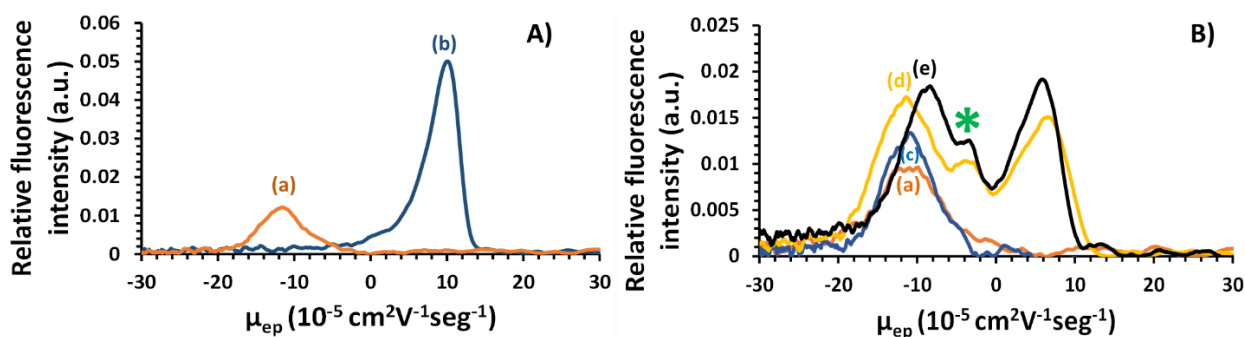 A)
Relative fluorescence
intensity (a.u.)
0.06
0.05
0.04
0.03
0.02
0.01
0
(a)
(b)
-30
-20
-10
0
10
20
30
μep (10-5 cm2V-1seg-1)
B)
Relative fluorescence
intensity (a.u.)
0.025
0.02
0.015
0.01
0.005
0
(e)
(d)
*
(c)
(a)
-30
-20
-10
0
10
20
30
μep (10-5 cm2V-1seg-1)